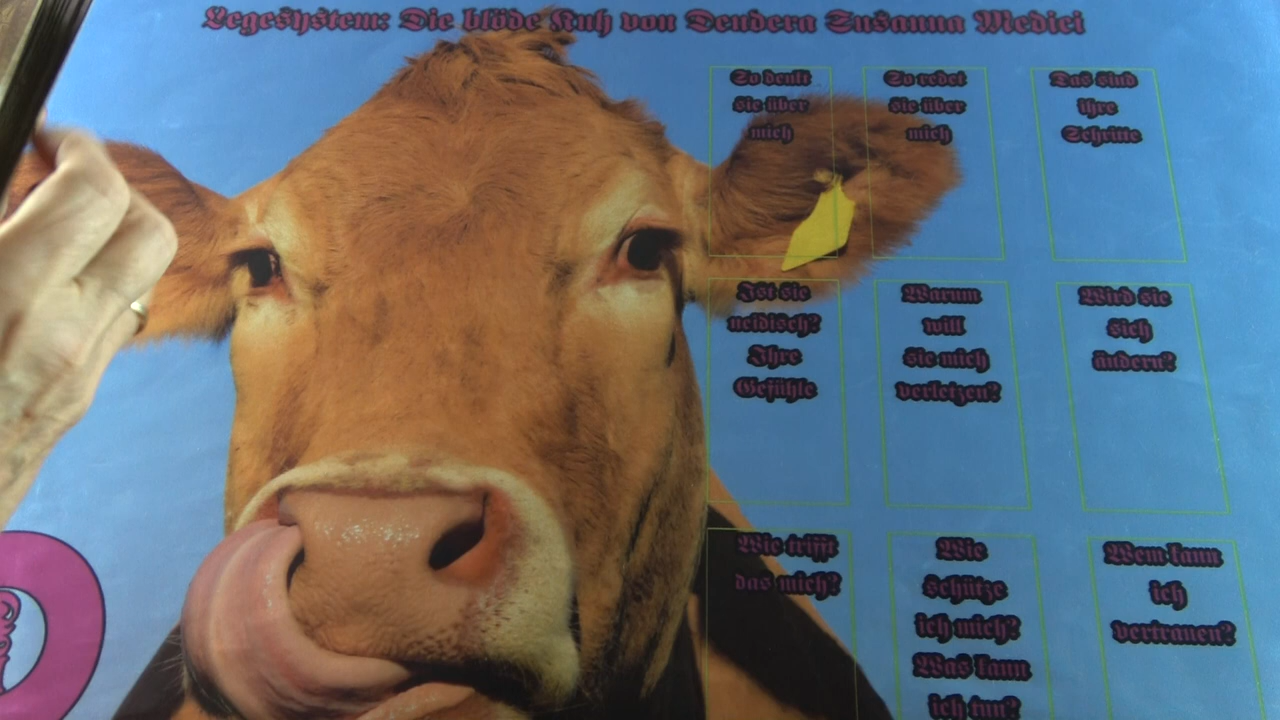 Legesystem: Die blöde Kuh von Dendera Susanna Medici
So denkt
sie über
mich
So redet
sie über
mich
Das sind
ihre
Schritte
Ist sie
neidisch?
Ihre
Gefühle
Warum
will
sie mich
verletzen?
Wird sie
sich
ändern?
Wie trifft
das mich?
Wie
schütze
ich mich?
Was kann
ich tun?
Wem kann
ich
vertrauen?